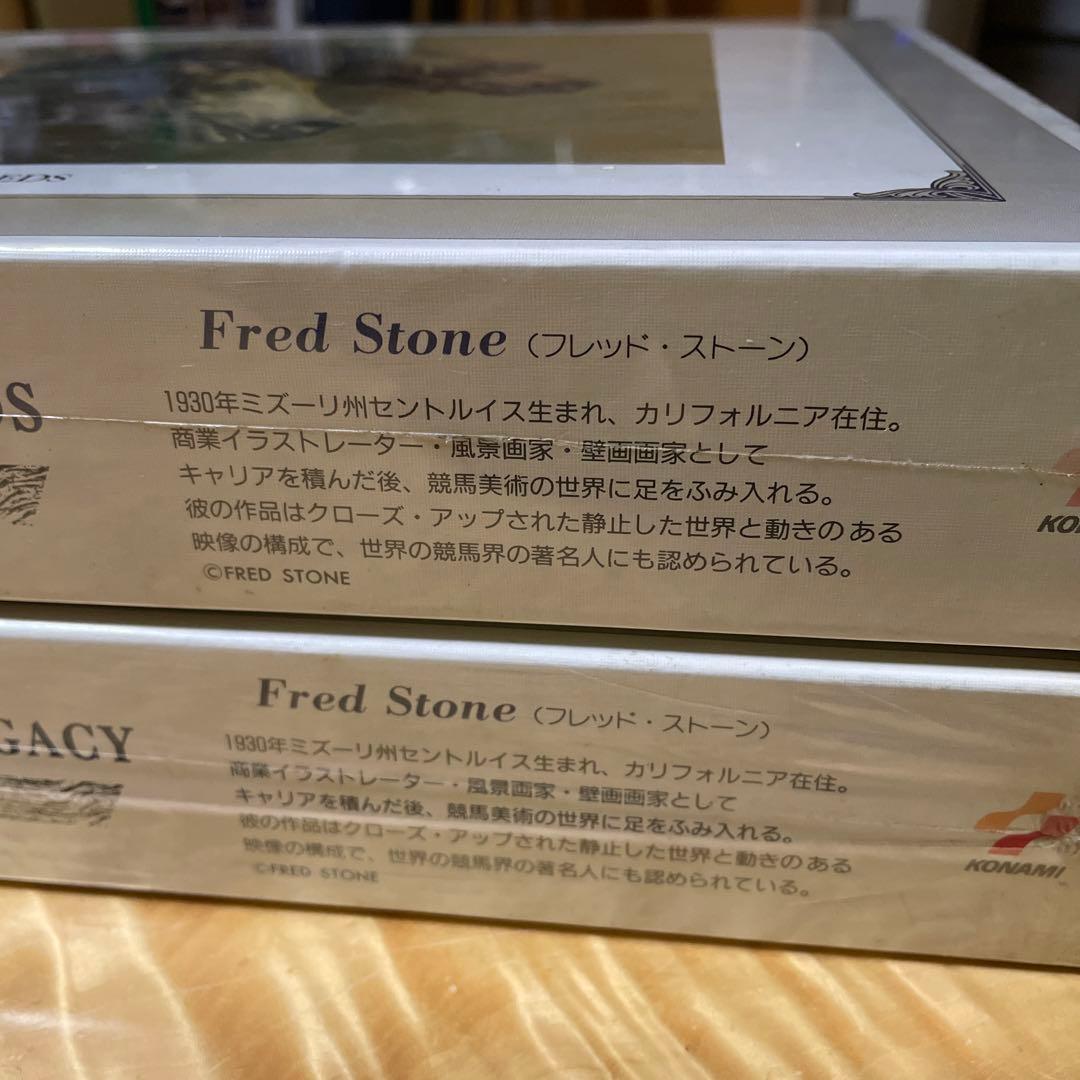 EDS
Fred Stone（フレッド・ストーン）
DS
1930年ミズーリ州セントルイス生まれ、カリフォルニア在住。
商業イラストレーター・風景画家・壁画画家として
キャリアを積んだ後、競馬美術の世界に足をふみ入れる。
彼の作品はクローズ・アップされた静止した世界と動きのある
映像の構成で、世界の競馬界の著名人にも認められている。
©FRED STONE
KO
Fred Stone（フレッド・ストーン）
GACY
1930年ミズーリ州セントルイス生まれ、カリフォルニア在住。
商業イラストレーター・風景画家・壁画画家として
キャリアを積んだ後、競馬美術の世界に足をふみ入れる。
彼の作品はクローズ・アップされた静止した世界と動きのある
映像の構成で、世界の競馬界の著名人にも認められている。
©FRED STONE
KONAMI